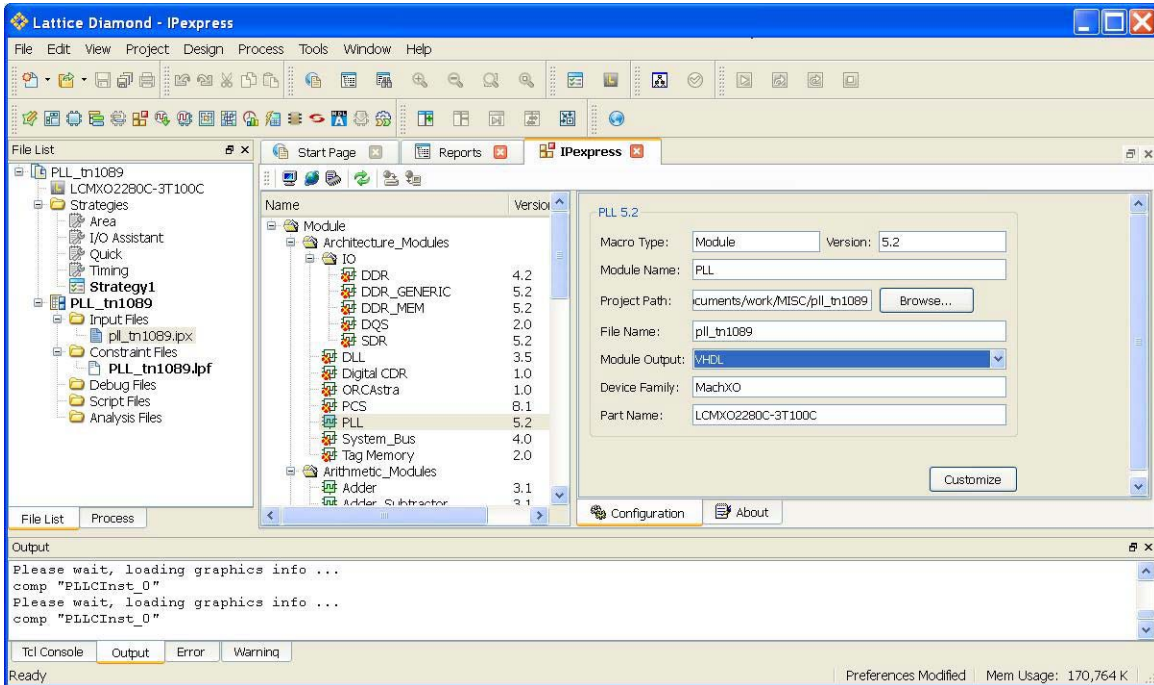 Lattice Diamond - IPexpress
File Edit View Project Design Process Tools Window Help
File List
Start Page
Reports
IPexpress
PLL_tn1089
LCMXO2280C-3T100C
Strategies
Area
I/O Assistant
Quick
Timing
Strategy1
PLL_tn1089
Input Files
pll_tn1089.ipx
Constraint Files
PLL_tn1089.lpf
Debug Files
Script Files
Analysis Files
File List Process
Name Version
Module
Architecture_Modules
IO
DDR 4.2
DDR_GENERIC 5.2
DDR_MEM 5.2
DQS 2.0
SDR 5.2
DLL 3.5
Digital CDR 1.0
ORCAstra 1.0
PCS 8.1
PLL 5.2
System_Bus 4.0
Tag Memory 2.0
Arithmetic_Modules
Adder 3.1
Adder_Subtractor 3.1
PLL 5.2
Macro Type: Module Version: 5.2
Module Name: PLL
Project Path: cuments/work/MISC/pll_tn1089 Browse...
File Name: pll_tn1089
Module Output: VHDL
Device Family: MachXO
Part Name: LCMXO2280C-3T100C
Customize
Configuration About
Output
Please wait, loading graphics info ...
comp "PLLCInst_0"
Please wait, loading graphics info ...
comp "PLLCInst_0"
Tcl Console Output Error Warning
Ready Preferences Modified Mem Usage: 170,764 K